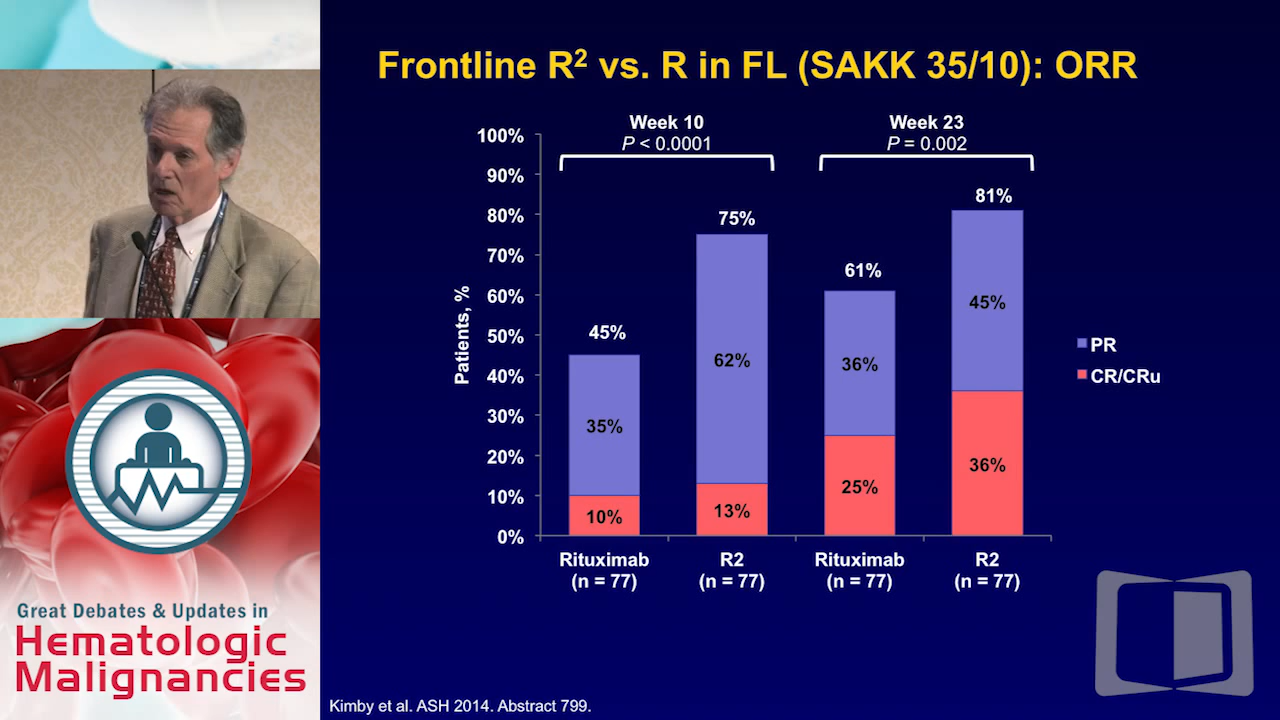 Frontline R² vs. R in FL (SAKK 35/10): ORR
Week 10
P < 0.0001
Week 23
P = 0.002
Patients, %
100%
90%
80%
70%
60%
50%
40%
30%
20%
10%
0%
45%
35%
10%
75%
62%
13%
61%
36%
25%
81%
45%
36%
Rituximab
(n = 77)
R2
(n = 77)
Rituximab
(n = 77)
R2
(n = 77)
PR
CR/CRu
Great Debates & Updates in
Hematologic
Malignancies
Kimby et al. ASH 2014. Abstract 799.